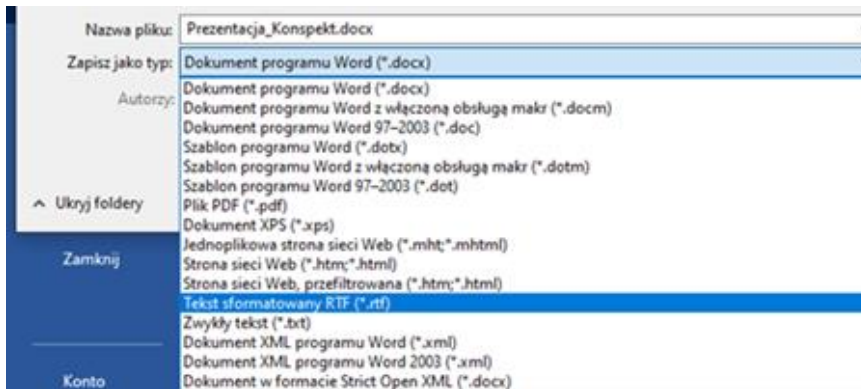 Nazwa pliku: Prezentacja_Konspekt.docx
Zapisz jako typ: Dokument programu Word (*.docx)
Autorzy:
Dokument programu Word (*.docx)
Dokument programu Word z włączoną obsługą makr (*.docm)
Dokument programu Word 97–2003 (*.doc)
Szablon programu Word (*.dotx)
Szablon programu Word z włączoną obsługą makr (*.dotm)
Szablon programu Word 97–2003 (*.dot)
Plik PDF (*.pdf)
Dokument XPS (*.xps)
Jednoplikowa strona sieci Web (*.mht;*.mhtml)
Strona sieci Web (*.htm;*.html)
Strona sieci Web, przefiltrowana (*.htm;*.html)
Tekst sformatowany RTF (*.rtf)
Zwykły tekst (*.txt)
Dokument XML programu Word (*.xml)
Dokument XML programu Word 2003 (*.xml)
Dokument w formacie Strict Open XML (*.docx)
Ukryj foldery
Zamknij
Konto